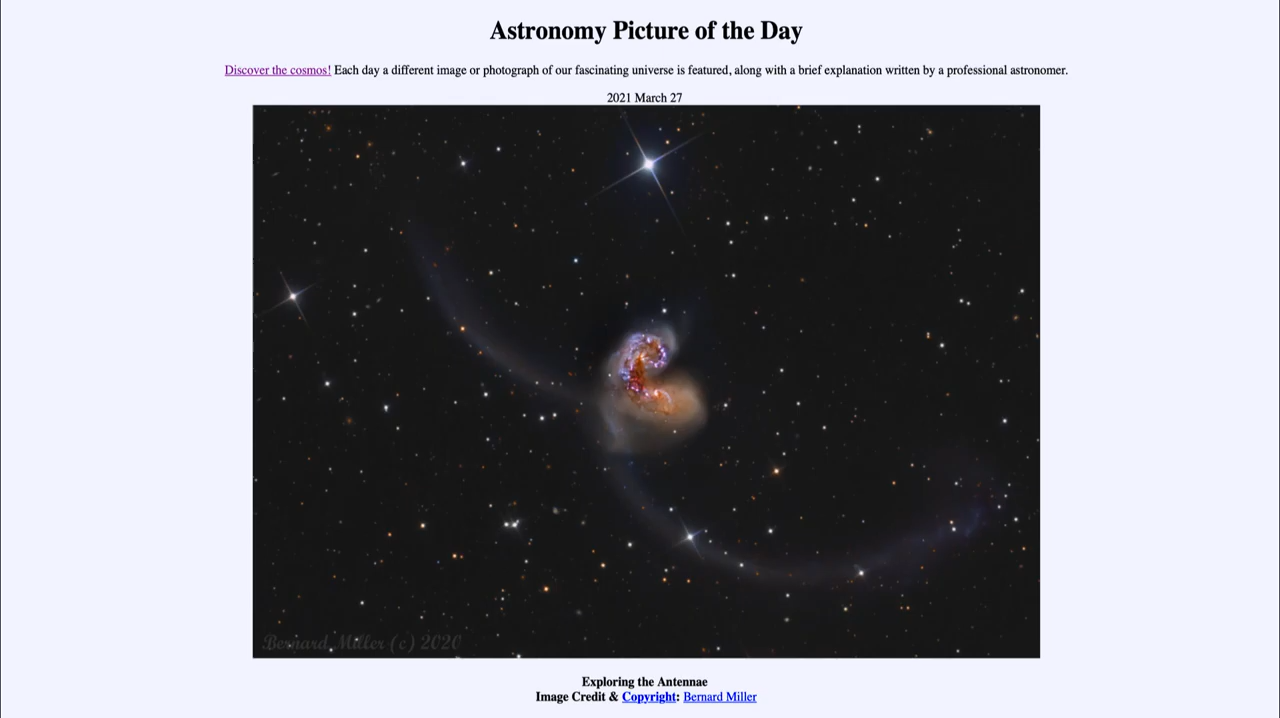 Astronomy Picture of the Day
Discover the cosmos! Each day a different image or photograph of our fascinating universe is featured, along with a brief explanation written by a professional astronomer.
2021 March 27
Bernard Miller (c) 2020
Exploring the Antennae
Image Credit & Copyright: Bernard Miller